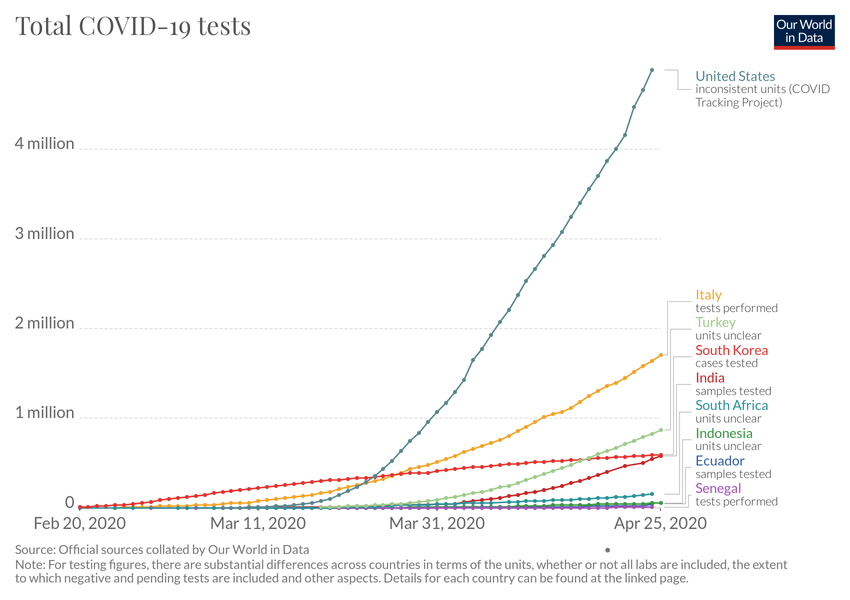 Total COVID-19 tests
Our World
in Data
United States
inconsistent units (COVID
Tracking Project)
4 million
3 million
2 million
1 million
0
Italy
tests performed
Turkey
units unclear
South Korea
cases tested
India
samples tested
South Africa
units unclear
Indonesia
units unclear
Ecuador
samples tested
Senegal
tests performed
Feb 20, 2020
Mar 11, 2020
Mar 31, 2020
Apr 25, 2020
Source: Official sources collated by Our World in Data
Note: For testing figures, there are substantial differences across countries in terms of the units, whether or not all labs are included, the extent
to which negative and pending tests are included and other aspects. Details for each country can be found at the linked page.